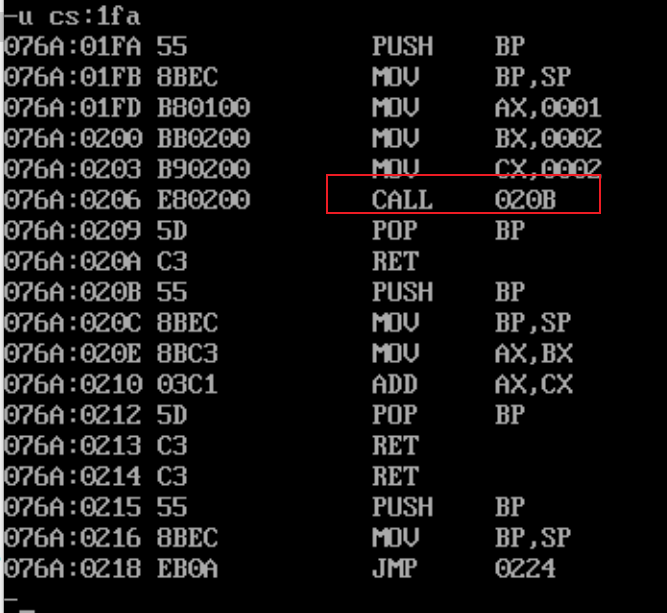 -u cs:1fa
076A:01FA 55 PUSH BP
076A:01FB 8BEC MOV BP,SP
076A:01FD B80100 MOV AX,0001
076A:0200 BB0200 MOV BX,0002
076A:0203 B90200 MOV CX,0002
076A:0206 E80200 CALL 020B
076A:0209 5D POP BP
076A:020A C3 RET
076A:020B 55 PUSH BP
076A:020C 8BEC MOV BP,SP
076A:020E 8BC3 MOV AX,BX
076A:0210 03C1 ADD AX,CX
076A:0212 5D POP BP
076A:0213 C3 RET
076A:0214 C3 RET
076A:0215 55 PUSH BP
076A:0216 8BEC MOV BP,SP
076A:0218 EB0A JMP 0224
-